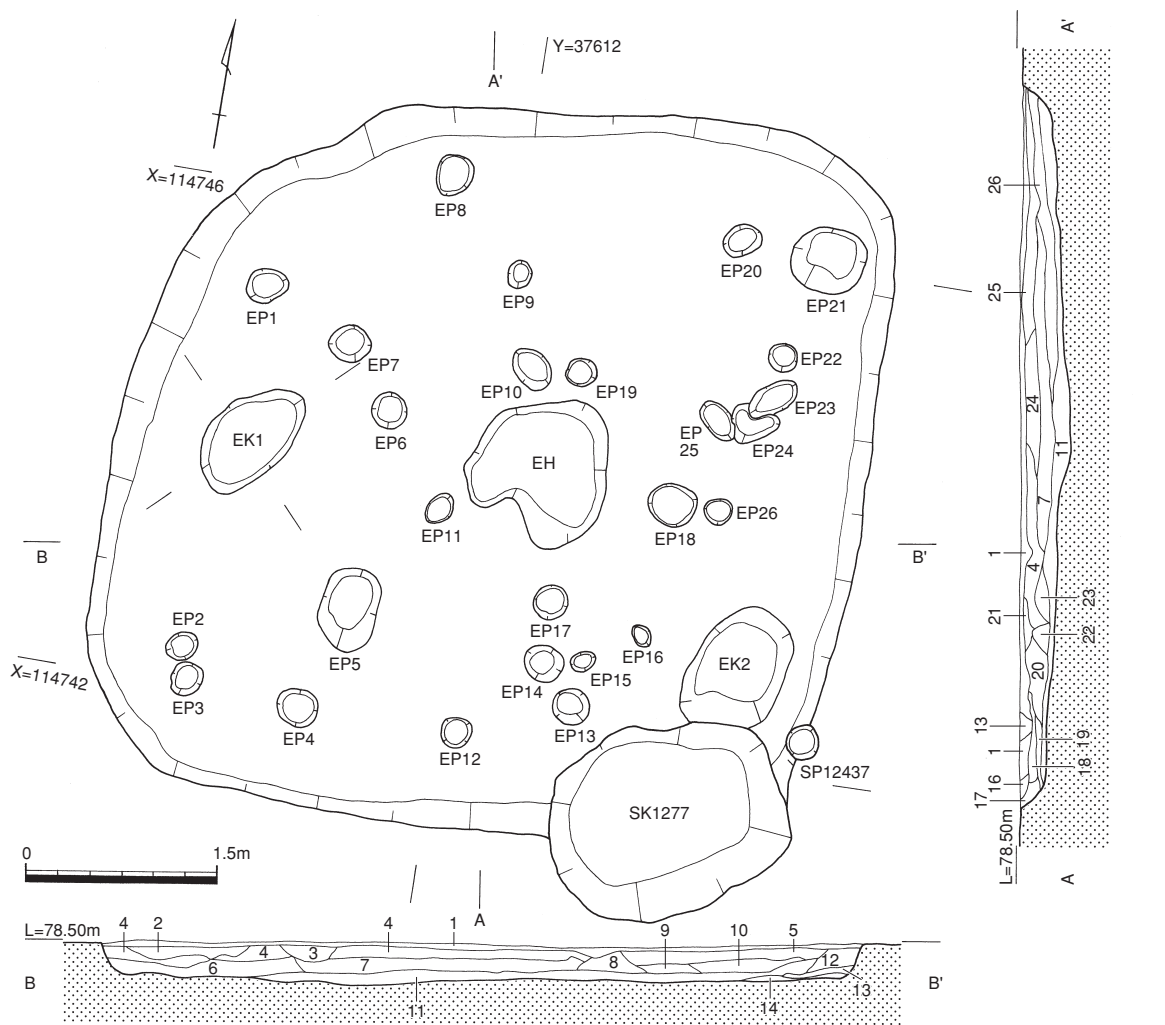 A'
Y=37612
A'
X=114746
EP8
EP1
EP9
EP20
EP21
EP7
EP10
EP19
EP22
EP23
EP24
EP
25
EK1
EP6
EH
EP11
EP18
EP26
B
B'
EP2
EP3
EP5
EP4
X=114742
EP17
EP16
EP14
EP15
EP13
EP12
EK2
SP12437
SK1277
26
25
24
11
7
1
4
23
21
22
20
13
19
1
18
16
17
L=78.50m
A
0 1.5m
A
L=78.50m
4 2 4 3 4 1 9 10 5
6 7 8 12
B B'
11 14 13